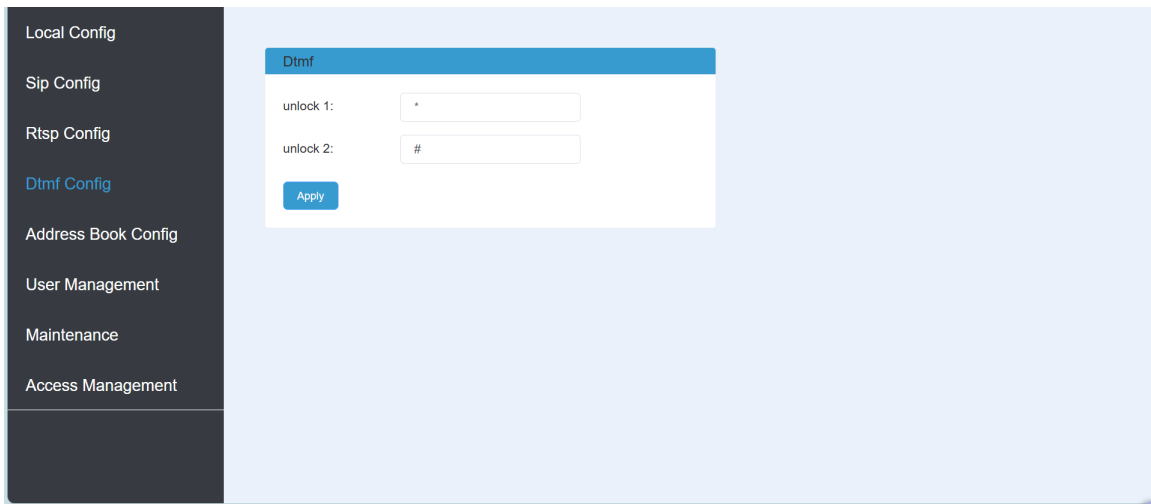 Local Config
Sip Config
Rtsp Config
Dtmf Config
Address Book Config
User Management
Maintenance
Access Management
Dtmf
unlock 1: *
unlock 2: #
Apply